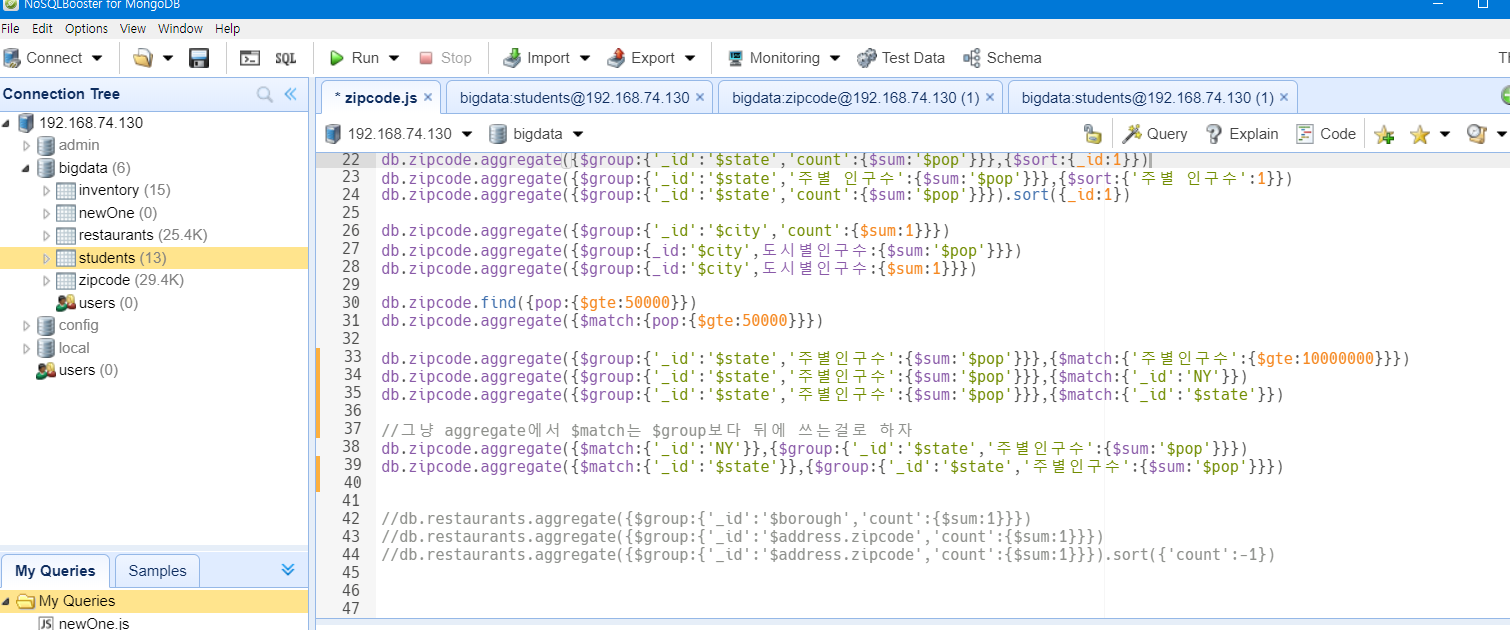 NoSQLBooster for MongoDB
File Edit Options View Window Help
Connect SQL Run Stop Import Export Monitoring Test Data Schema
Connection Tree
192.168.74.130
admin
bigdata (6)
inventory (15)
newOne (0)
restaurants (25.4K)
students (13)
zipcode (29.4K)
users (0)
config
local
users (0)
My Queries Samples
My Queries
newOne.js
* zipcode.js × bigdata:students@192.168.74.130 × bigdata:zipcode@192.168.74.130 (1) × bigdata:students@192.168.74.130 (1) ×
192.168.74.130 bigdata Query Explain Code
22 db.zipcode.aggregate({$group:{'_id':'$state','count':{$sum:'$pop'}}},{$sort:{_id:1}})
23 db.zipcode.aggregate({$group:{'_id':'$state','주별 인구수':{$sum:'$pop'}}},{$sort:{'주별 인구수':1}})
24 db.zipcode.aggregate({$group:{'_id':'$state','count':{$sum:'$pop'}}}).sort({_id:1})
25
26 db.zipcode.aggregate({$group:{'_id':'$city','count':{$sum:1}}})
27 db.zipcode.aggregate({$group:{_id:'$city',도시별인구수:{$sum:'$pop'}}})
28 db.zipcode.aggregate({$group:{_id:'$city',도시별인구수:{$sum:1}}})
29
30 db.zipcode.find({pop:{$gte:50000}})
31 db.zipcode.aggregate({$match:{pop:{$gte:50000}}})
32
33 db.zipcode.aggregate({$group:{'_id':'$state','주별인구수':{$sum:'$pop'}}},{$match:{'주별인구수':{$gte:10000000}}})
34 db.zipcode.aggregate({$group:{'_id':'$state','주별인구수':{$sum:'$pop'}}},{$match:{'_id':'NY'}})
35 db.zipcode.aggregate({$group:{'_id':'$state','주별인구수':{$sum:'$pop'}}},{$match:{'_id':'$state'}})
36
37 //그냥 aggregate에서 $match는 $group보다 뒤에 쓰는걸로 하자
38 db.zipcode.aggregate({$match:{'_id':'NY'}},{$group:{'_id':'$state','주별인구수':{$sum:'$pop'}}})
39 db.zipcode.aggregate({$match:{'_id':'$state'}},{$group:{'_id':'$state','주별인구수':{$sum:'$pop'}}})
40
41
42 //db.restaurants.aggregate({$group:{'_id':'$borough','count':{$sum:1}}})
43 //db.restaurants.aggregate({$group:{'_id':'$address.zipcode','count':{$sum:1}}})
44 //db.restaurants.aggregate({$group:{'_id':'$address.zipcode','count':{$sum:1}}}).sort({'count':-1})
45
46
47